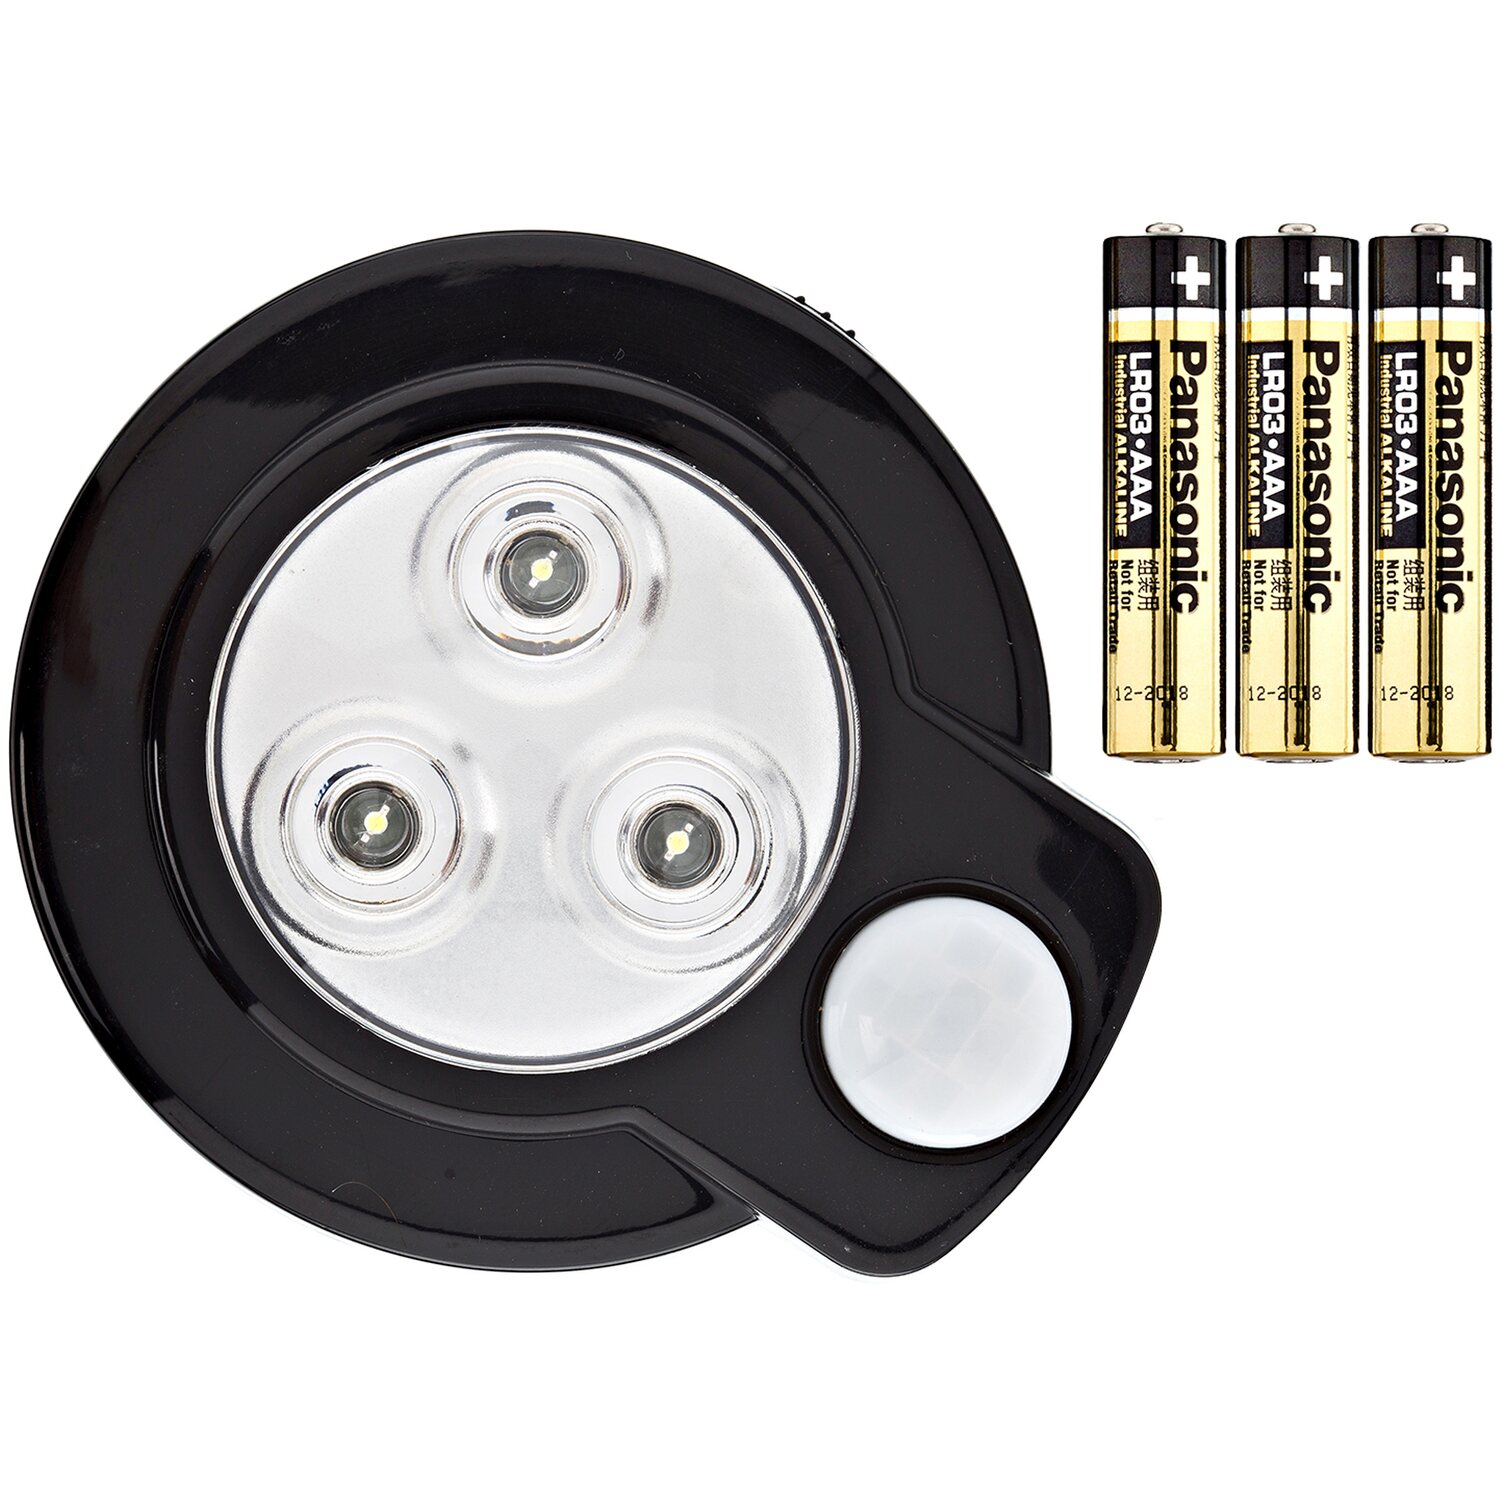 Panasonic
LR03•AAA
Industrial ALKALINE
组装用
Not for
Retail Trade
12-2018
Panasonic
LR03•AAA
Industrial ALKALINE
组装用
Not for
Retail Trade
12-2018
Panasonic
LR03•AAA
Industrial ALKALINE
组装用
Not for
Retail Trade
12-2018